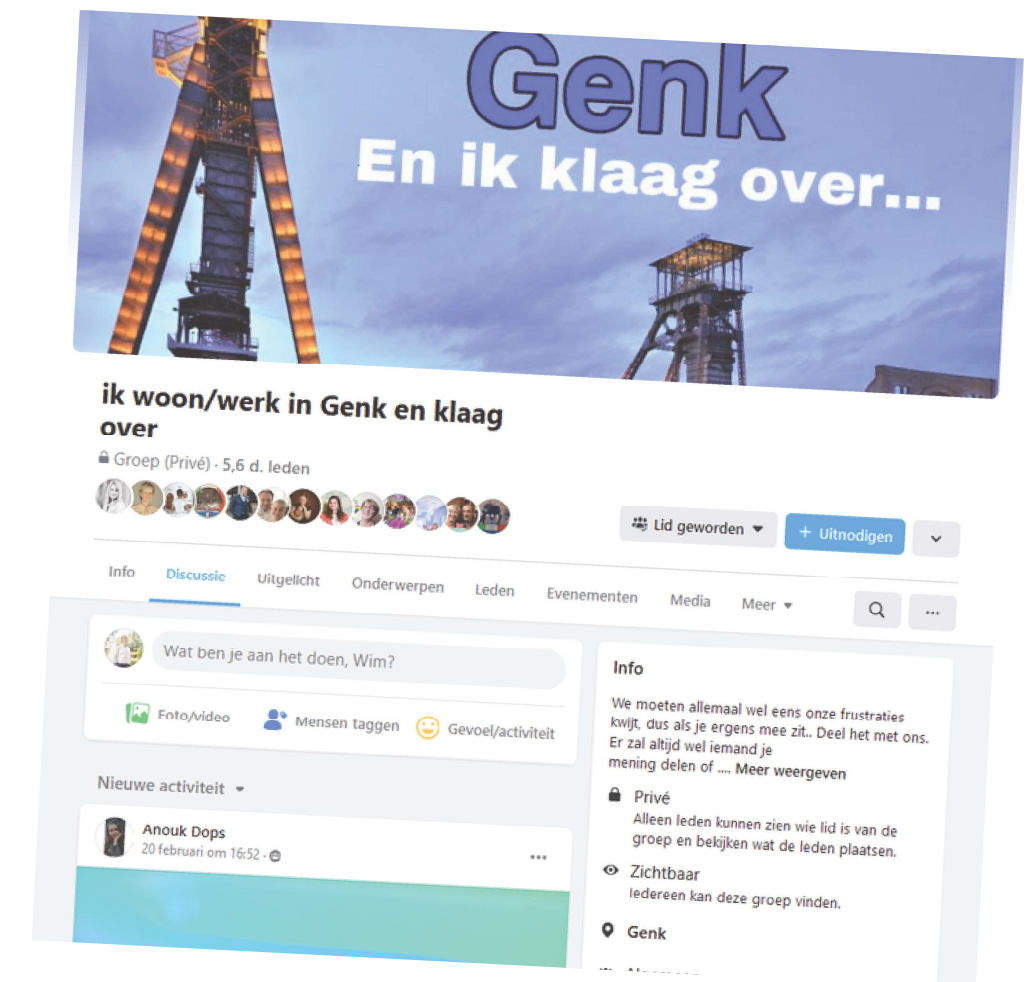 Genk
En ik klaag over...
ik woon/werk in Genk en klaag
over
Groep (Privé) · 5,6 d. leden
Lid geworden
+ Uitnodigen
Info Discussie Uitgelicht Onderwerpen Leden Evenementen Media Meer
Wat ben je aan het doen, Wim?
Foto/video Mensen taggen Gevoel/activiteit
Nieuwe activiteit
Anouk Dops
20 februari om 16:52 ·
Info
We moeten allemaal wel eens onze frustraties
kwijt, dus als je ergens mee zit.. Deel het met ons.
Er zal altijd wel iemand je
mening delen of .... Meer weergeven
Privé
Alleen leden kunnen zien wie lid is van de
groep en bekijken wat de leden plaatsen.
Zichtbaar
Iedereen kan deze groep vinden.
Genk